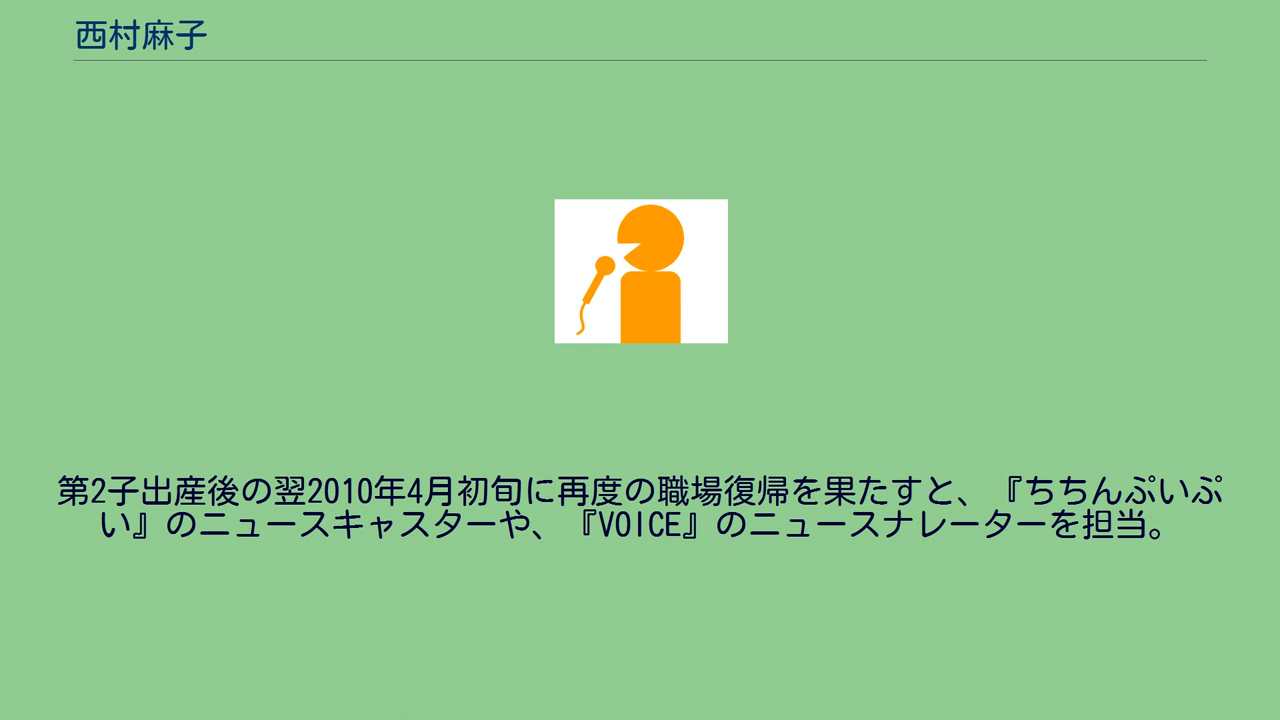 西村麻子
第2子出産後の翌2010年4月初旬に再度の職場復帰を果たすと、『ちちんぷいぷ
い』のニュースキャスターや、『VOICE』のニュースナレーターを担当。